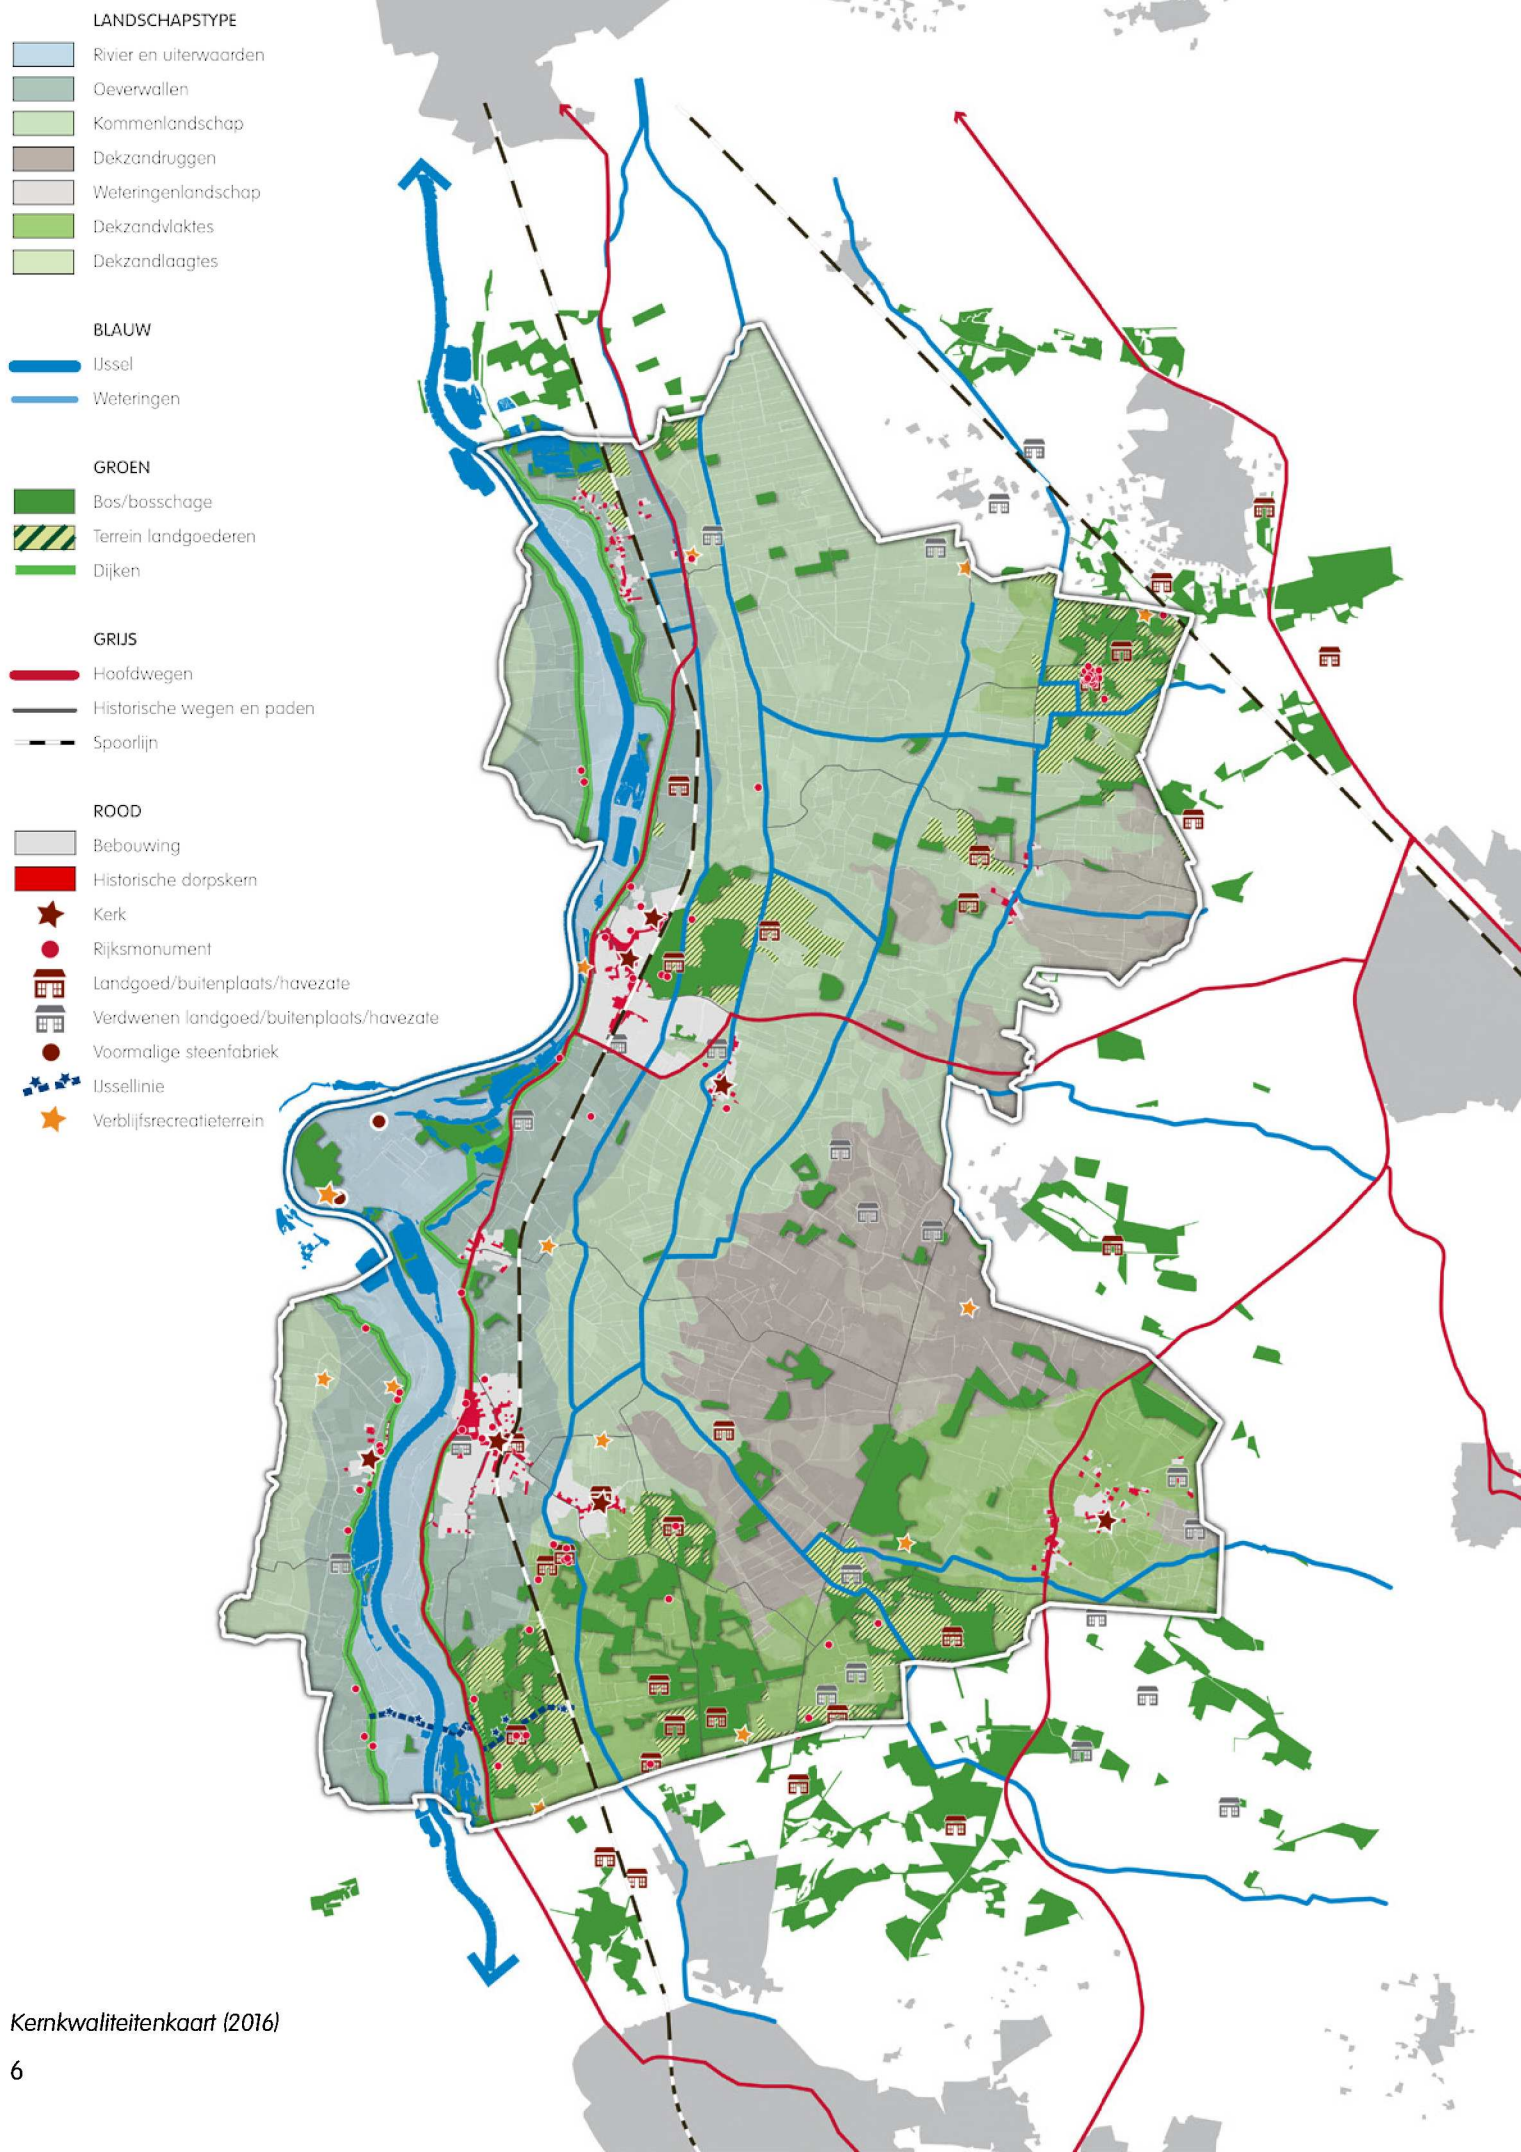 LANDSCHAPSTYPE
Rivier en uiterwaarden
Oeverwallen
Kommenlandschap
Dekzandruggen
Weteringenlandschap
Dekzandvlaktes
Dekzandlaagtes
BLAUW
IJssel
Weteringen
GROEN
Bos/bosschage
Terrein landgoederen
Dijken
GRIJS
Hoofdwegen
Historische wegen en paden
Spoorlijn
ROOD
Bebouwing
Historische dorpskern
Kerk
Rijksmonument
Landgoed/buitenplaats/havezate
Verdwenen landgoed/buitenplaats/havezate
Voormalige steenfabriek
IJssellinie
Verblijfsrecreatieterrein
Kernkwaliteitenkaart (2016)
6